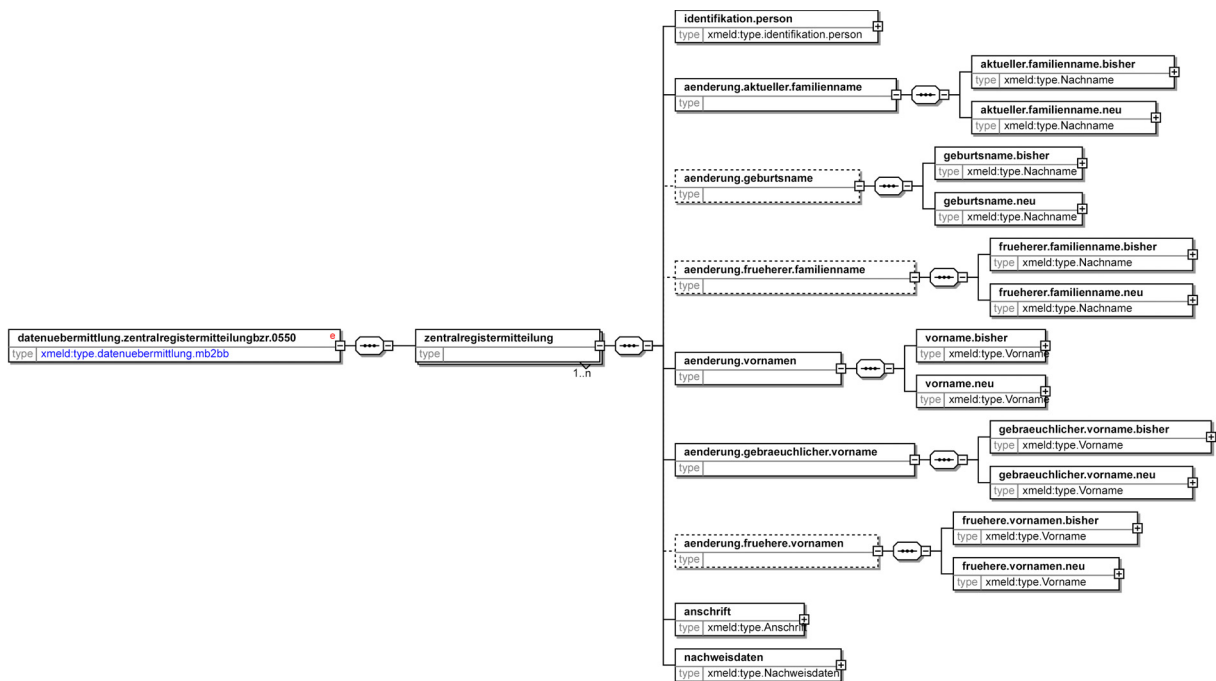 identifikation.person
type xmeld:type.identifikation.person
aenderung.aktueller.familienname
type
aktueller.familienname.bisher
type xmeld:type.Nachname
aktueller.familienname.neu
type xmeld:type.Nachname
aenderung.geburtsname
type
geburtsname.bisher
type xmeld:type.Nachname
geburtsname.neu
type xmeld:type.Nachname
aenderung.frueherer.familienname
type
frueherer.familienname.bisher
type xmeld:type.Nachname
frueherer.familienname.neu
type xmeld:type.Nachname
datenuebermittlung.zentralregistermitteilungbzr.0550 e
type xmeld:type.datenuebermittlung.mb2bb
zentralregistermitteilung
type
1..n
aenderung.vornamen
type
vorname.bisher
type xmeld:type.Vorname
vorname.neu
type xmeld:type.Vorname
aenderung.gebraeuchlicher.vorname
type
gebraeuchlicher.vorname.bisher
type xmeld:type.Vorname
gebraeuchlicher.vorname.neu
type xmeld:type.Vorname
aenderung.fruehere.vornamen
type
fruehere.vornamen.bisher
type xmeld:type.Vorname
fruehere.vornamen.neu
type xmeld:type.Vorname
anschrift
type xmeld:type.Anschrift
nachweisdaten
type xmeld:type.Nachweisdaten